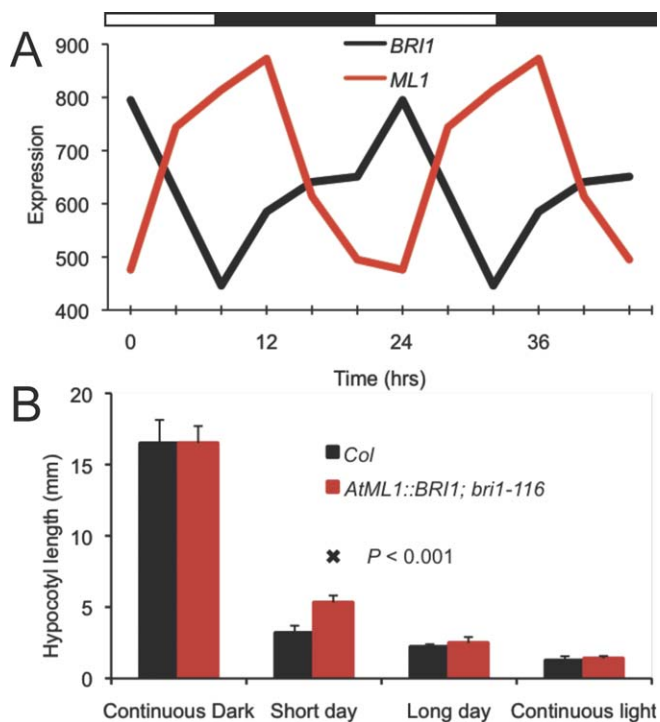 A
BRI1
ML1
Expression
900
800
700
600
500
400
0 12 24 36
Time (hrs)
B
Hypocotyl length (mm)
20
15
10
5
0
Col
AtML1::BRI1; bri1-116
✖ P < 0.001
Continuous Dark Short day Long day Continuous light